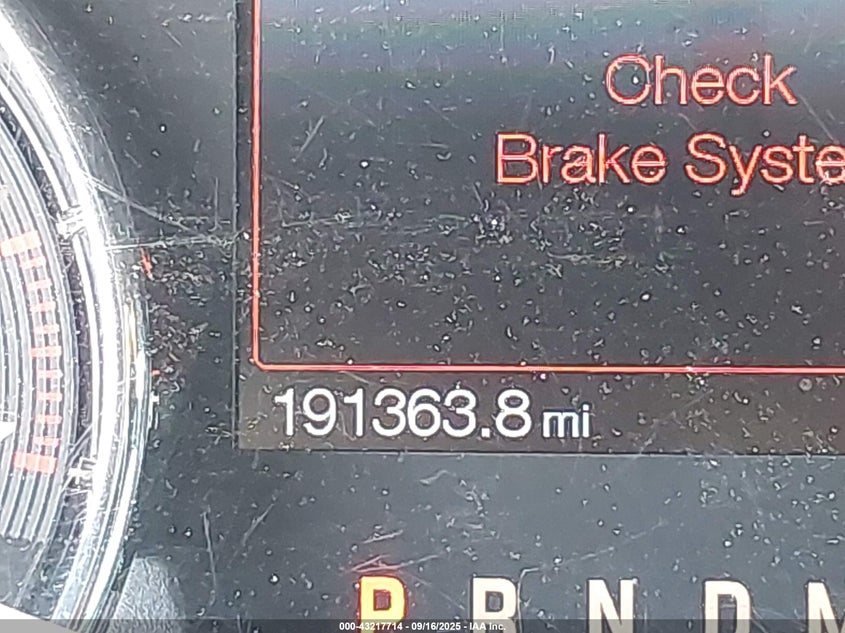 Check
Brake Syste
191363.8 mi
P R N D M
000-43217714 - 09/16/2025 - IAA Inc.